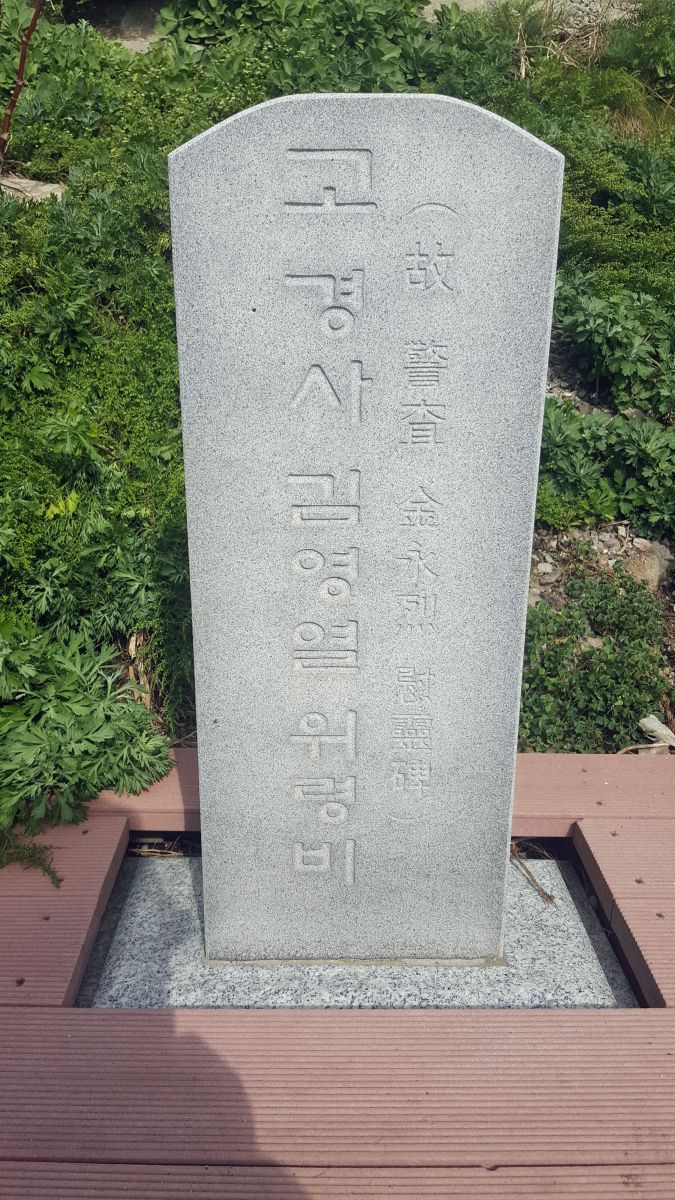 고 경사 김영열 위령비
(故 警査 金永烈 慰靈碑)